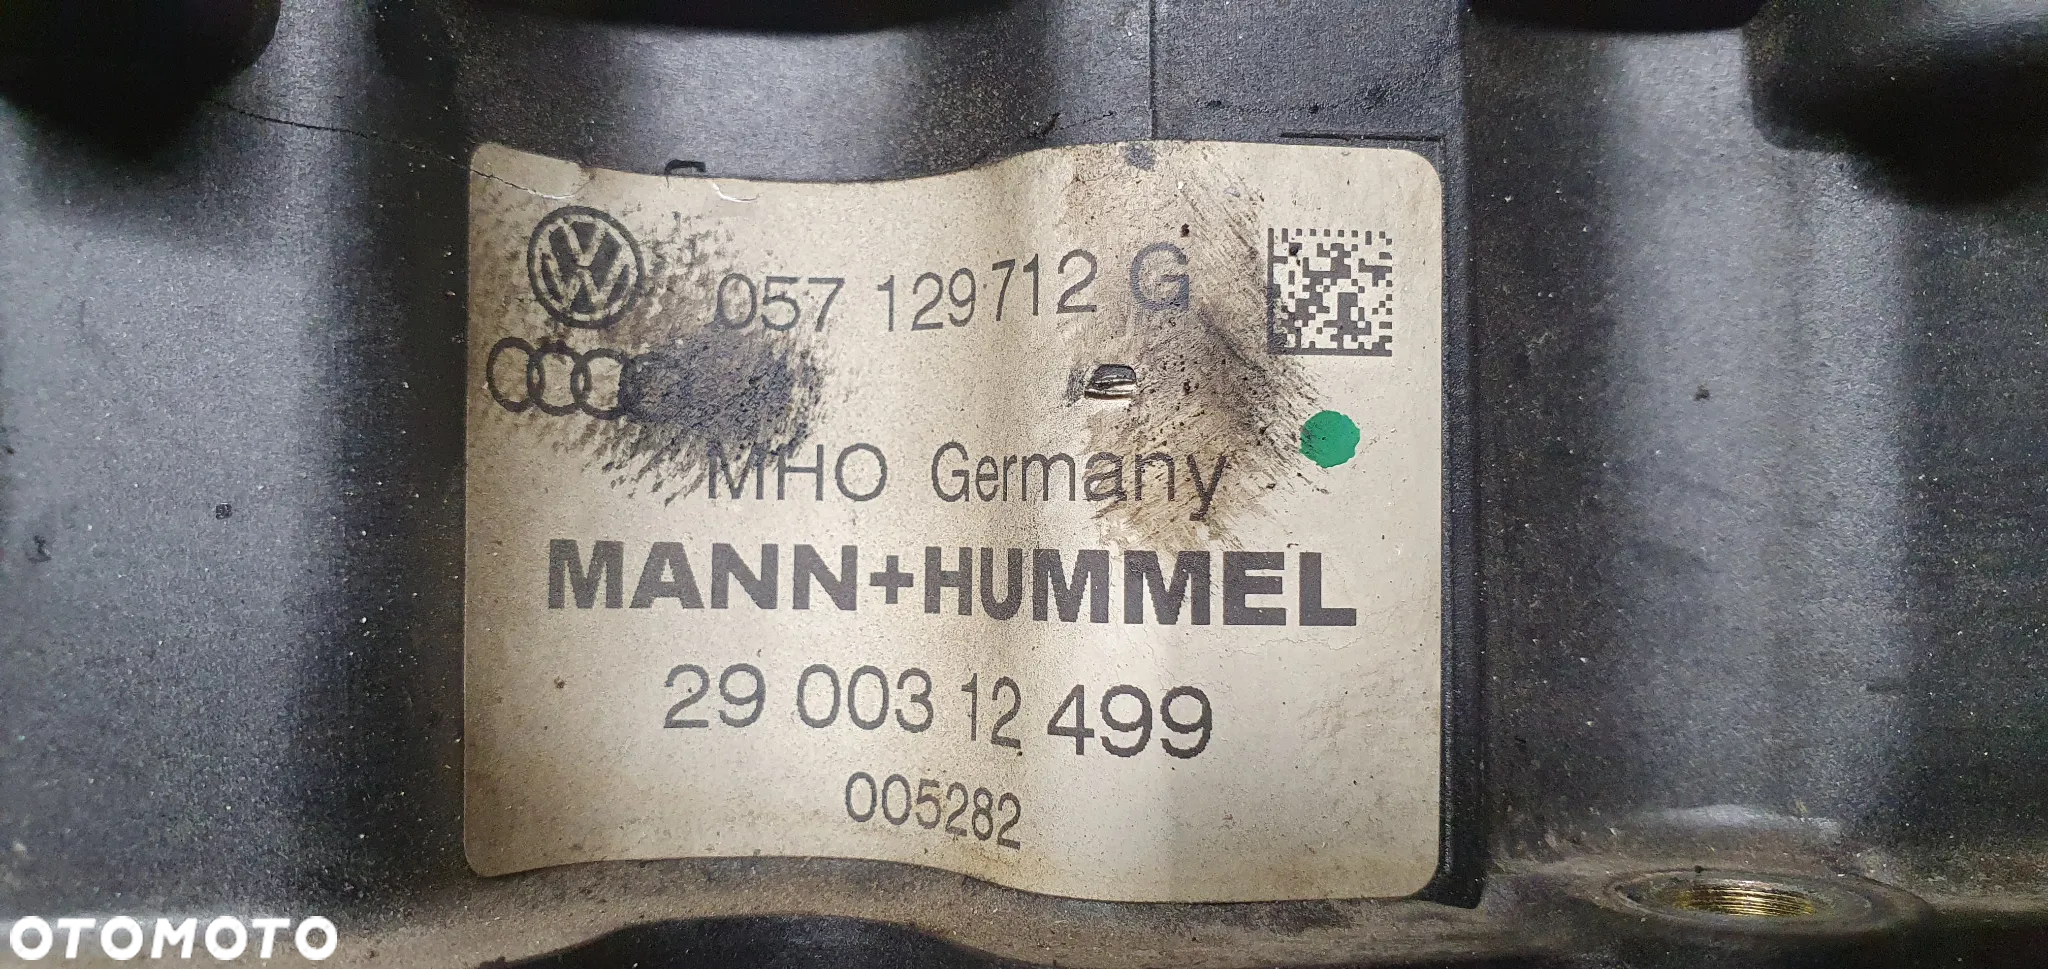 057 129 712 G
MHO Germany
MANN+HUMMEL
29 003 12 499
005282
OTOMOTO